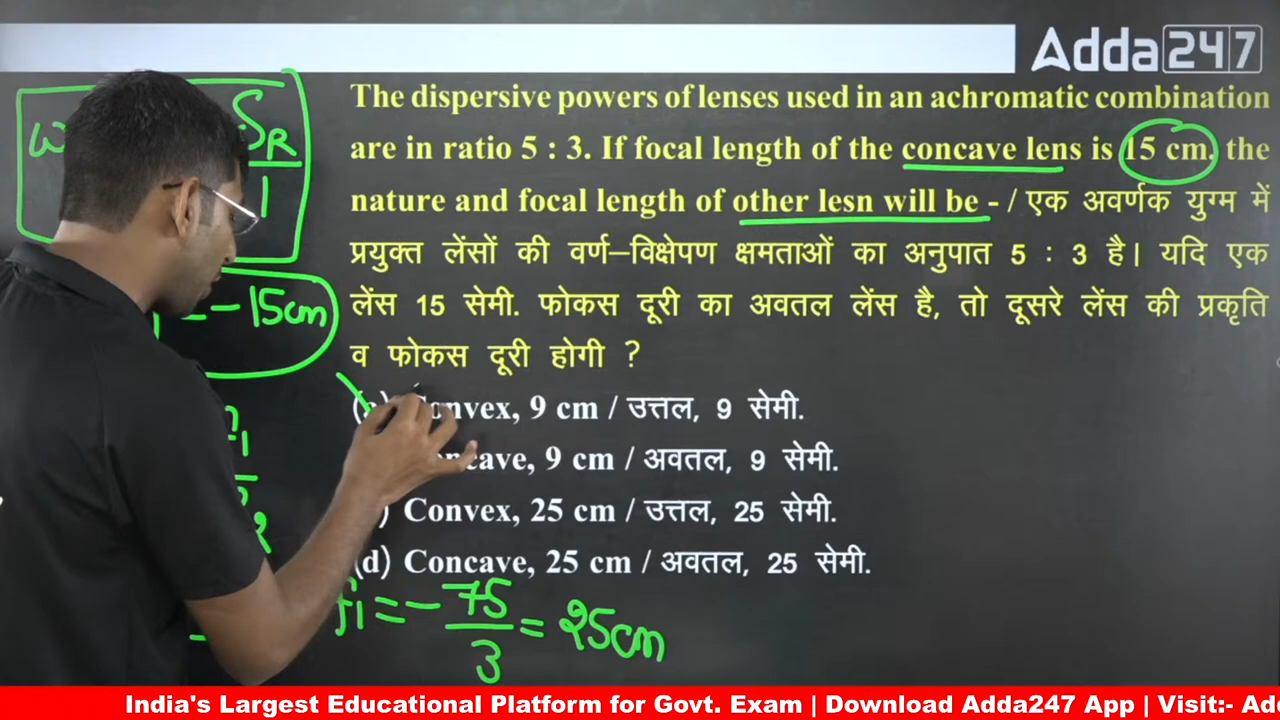 Adda247
The dispersive powers of lenses used in an achromatic combination
are in ratio 5 : 3. If focal length of the concave lens is 15 cm. the
nature and focal length of other lesn will be - / एक अवर्णक युग्म में
प्रयुक्त लेंसों की वर्ण–विक्षेपण क्षमताओं का अनुपात 5 : 3 है। यदि एक
लेंस 15 सेमी. फोकस दूरी का अवतल लेंस है, तो दूसरे लेंस की प्रकृति
व फोकस दूरी होगी ?
Convex, 9 cm / उत्तल, 9 सेमी.
9 cm / अवतल, 9 सेमी.
Convex, 25 cm / उत्तल, 25 सेमी.
(d) Concave, 25 cm / अवतल, 25 सेमी.
ω
S_R
1
= -15cm
f₁ = - 75/3 = 25cm
India's Largest Educational Platform for Govt. Exam | Download Adda247 App | Visit:-